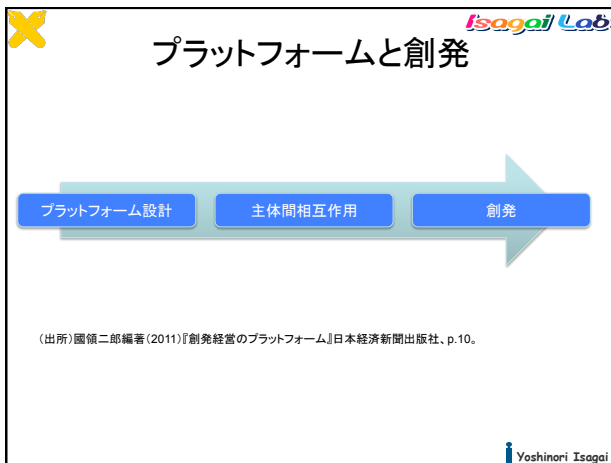 Isagai Lab.
プラットフォームと創発
プラットフォーム設計
主体間相互作用
創発
(出所)國領二郎編著(2011)『創発経営のプラットフォーム』日本経済新聞出版社、p.10。
Yoshinori Isagai